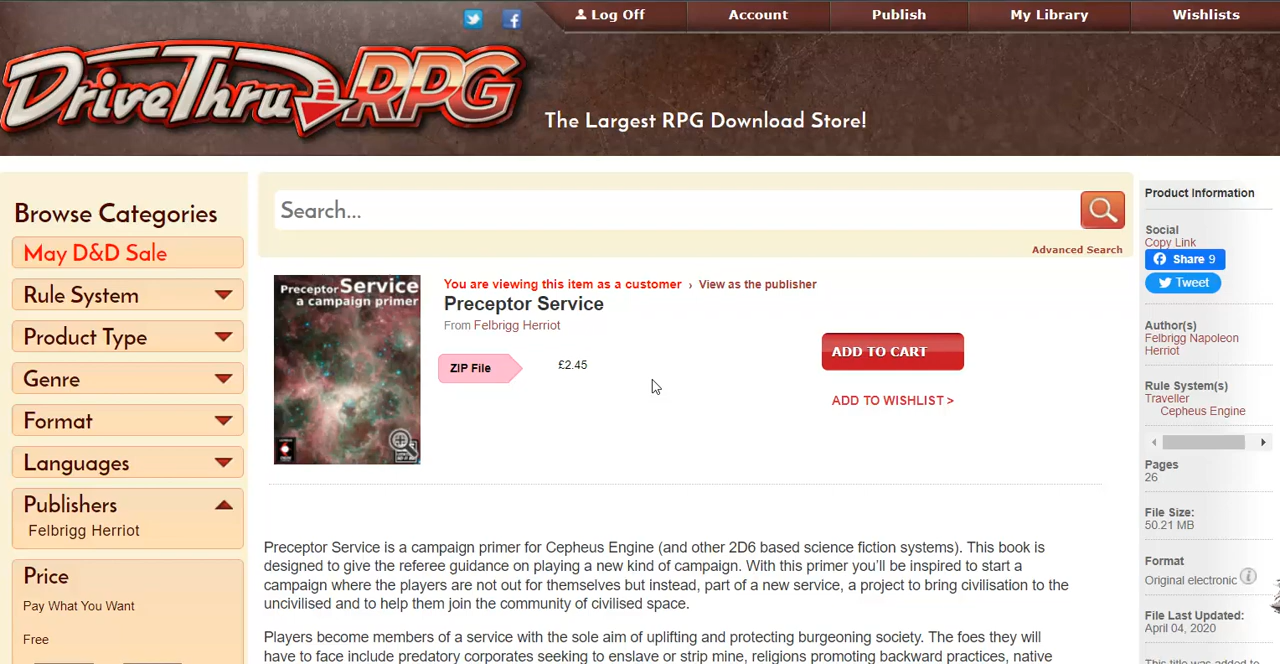 Log Off
Account
Publish
My Library
Wishlists
DriveThruRPG
The Largest RPG Download Store!
Browse Categories
May D&D Sale
Rule System
Product Type
Genre
Format
Languages
Publishers
Felbrigg Herriot
Price
Pay What You Want
Free
Search...
Advanced Search
Preceptor Service
a campaign primer
You are viewing this item as a customer › View as the publisher
Preceptor Service
From Felbrigg Herriot
ZIP File
£2.45
ADD TO CART
ADD TO WISHLIST >
Preceptor Service is a campaign primer for Cepheus Engine (and other 2D6 based science fiction systems). This book is
designed to give the referee guidance on playing a new kind of campaign. With this primer you'll be inspired to start a
campaign where the players are not out for themselves but instead, part of a new service, a project to bring civilisation to the
uncivilised and to help them join the community of civilised space.
Players become members of a service with the sole aim of uplifting and protecting burgeoning society. The foes they will
have to face include predatory corporates seeking to enslave or strip mine, religions promoting backward practices, native
Product Information
Social
Copy Link
Share 9
Tweet
Author(s)
Felbrigg Napoleon
Herriot
Rule System(s)
Traveller
Cepheus Engine
Pages
26
File Size:
50.21 MB
Format
Original electronic
File Last Updated:
April 04, 2020
This title was added to